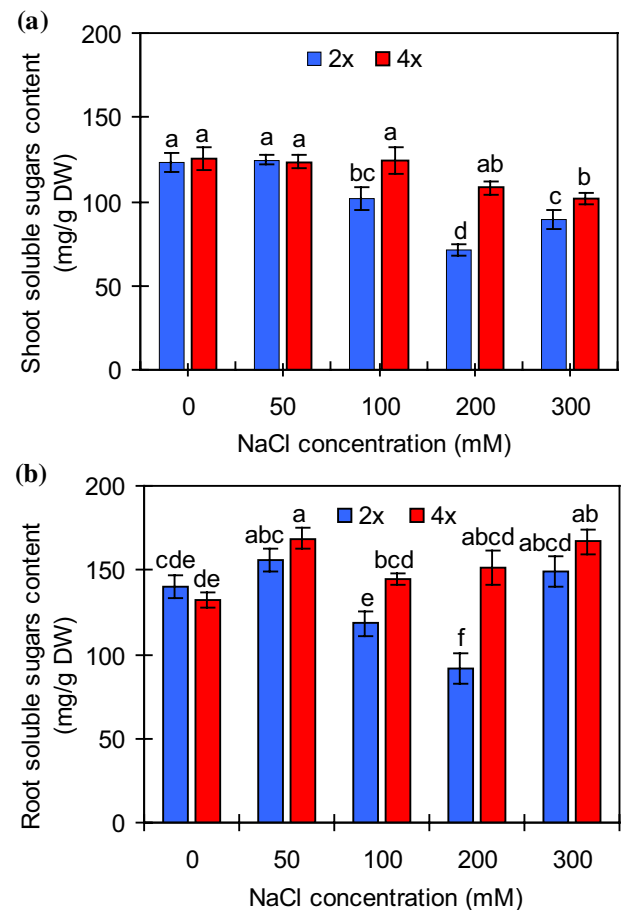 (a)
Shoot soluble sugars content
(mg/g DW)
200
150
100
50
0
2x 4x
a a a a bc a d ab c b
0 50 100 200 300
NaCl concentration (mM)
(b)
Root soluble sugars content
(mg/g DW)
200
150
100
50
0
2x 4x
cde de abc a e bcd f abcd abcd ab
0 50 100 200 300
NaCl concentration (mM)